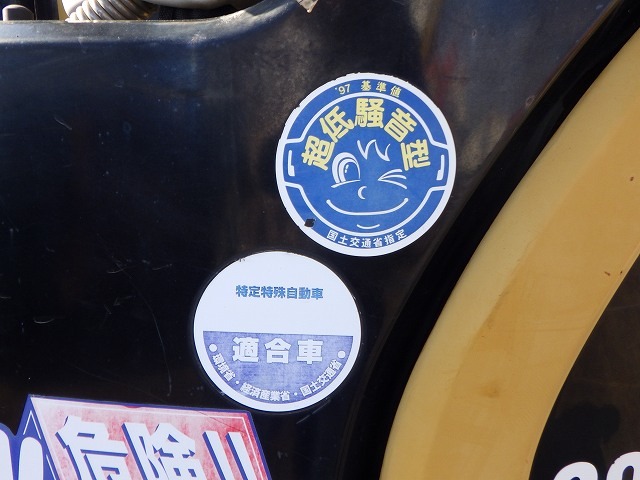 '97 基準値
超低騒音型
国土交通省指定
特定特殊自動車
適合車
・環境省・経済産業省・国土交通省・
危険!!